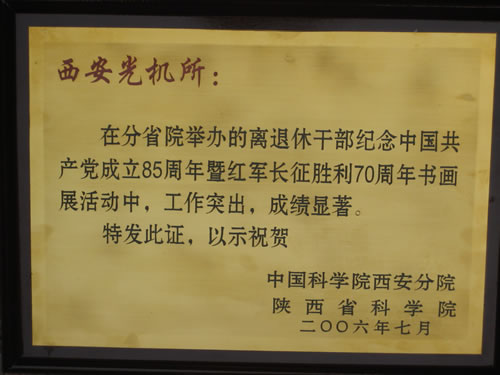 西安光机所：
在分省院举办的离退休干部纪念中国共
产党成立85周年暨红军长征胜利70周年书画
展活动中，工作突出，成绩显著。
特发此证，以示祝贺
中国科学院西安分院
陕西省科学院
二〇〇六年七月